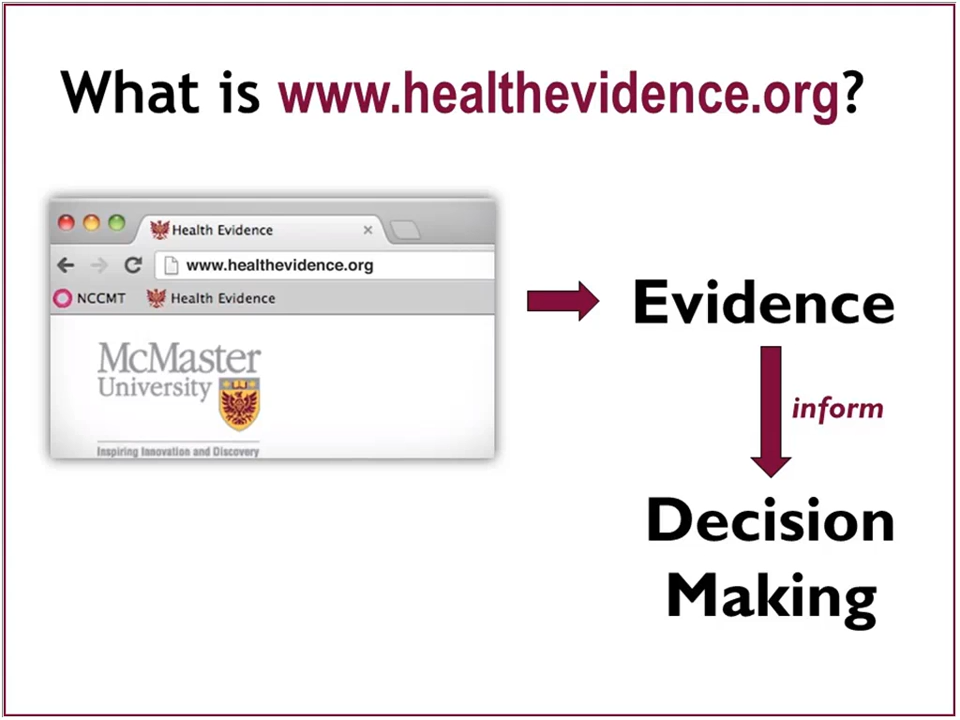 What is www.healthevidence.org?
Health Evidence
www.healthevidence.org
NCCMT Health Evidence
McMaster
University
Inspiring Innovation and Discovery
Evidence
inform
Decision
Making